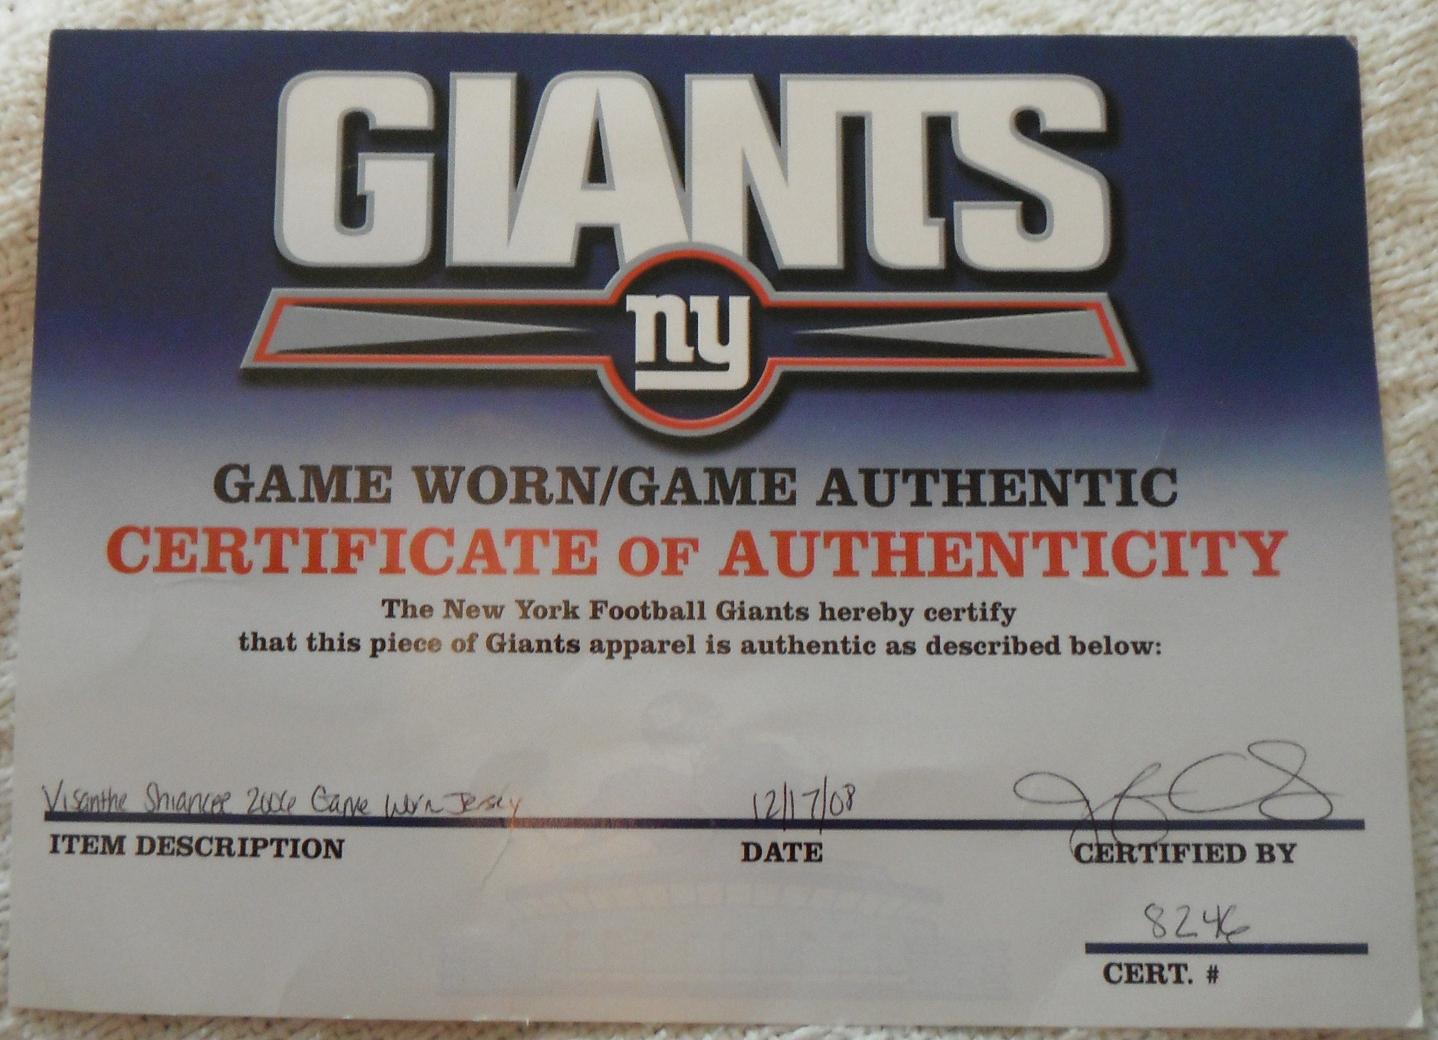 GIANTS
ny
GAME WORN/GAME AUTHENTIC
CERTIFICATE OF AUTHENTICITY
The New York Football Giants hereby certify
that this piece of Giants apparel is authentic as described below:
Visanthe Shiancoe 2006 Game Worn Jersey 12/17/08
ITEM DESCRIPTION DATE CERTIFIED BY
8246
CERT. #